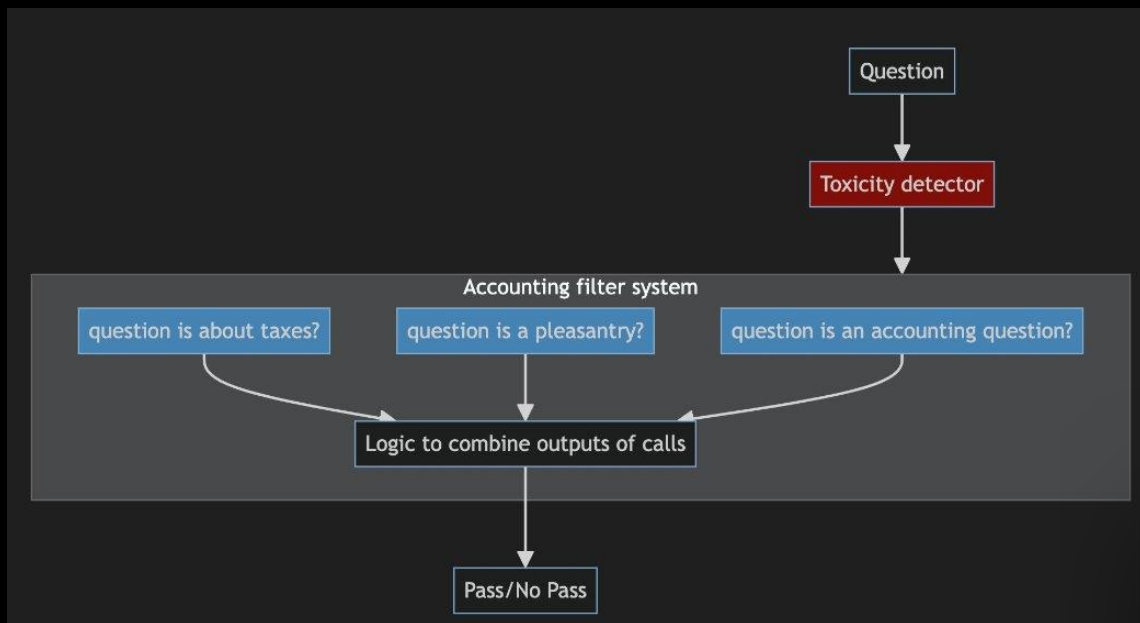 Question
Toxicity detector
Accounting filter system
question is about taxes?
question is a pleasantry?
question is an accounting question?
Logic to combine outputs of calls
Pass/No Pass